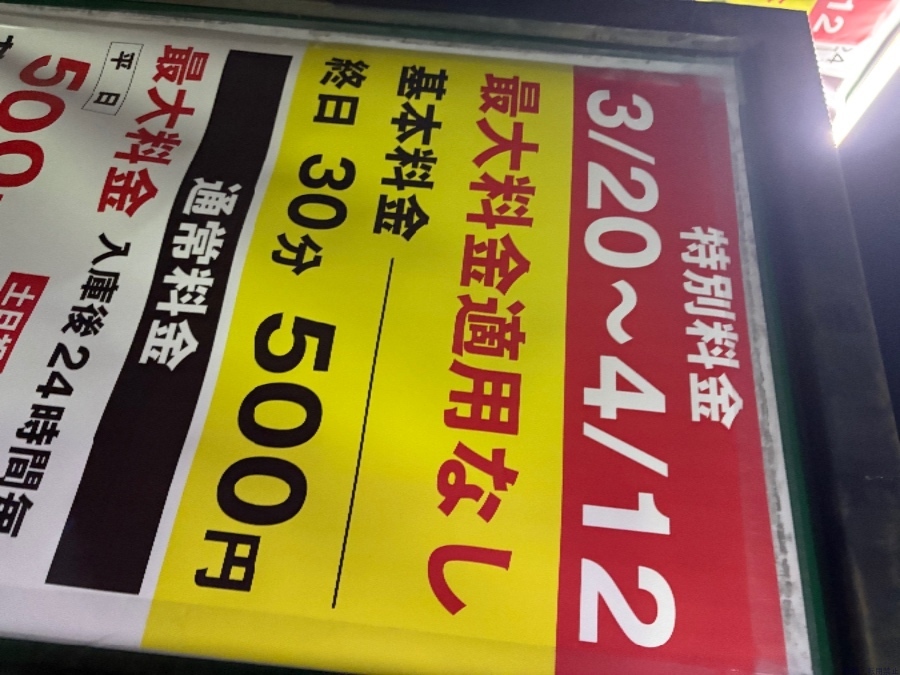 特別料金
3/20～4/12
最大料金適用なし
基本料金
終日 30分 500円
通常料金
最大料金 入庫後24時間毎
平日
500
12